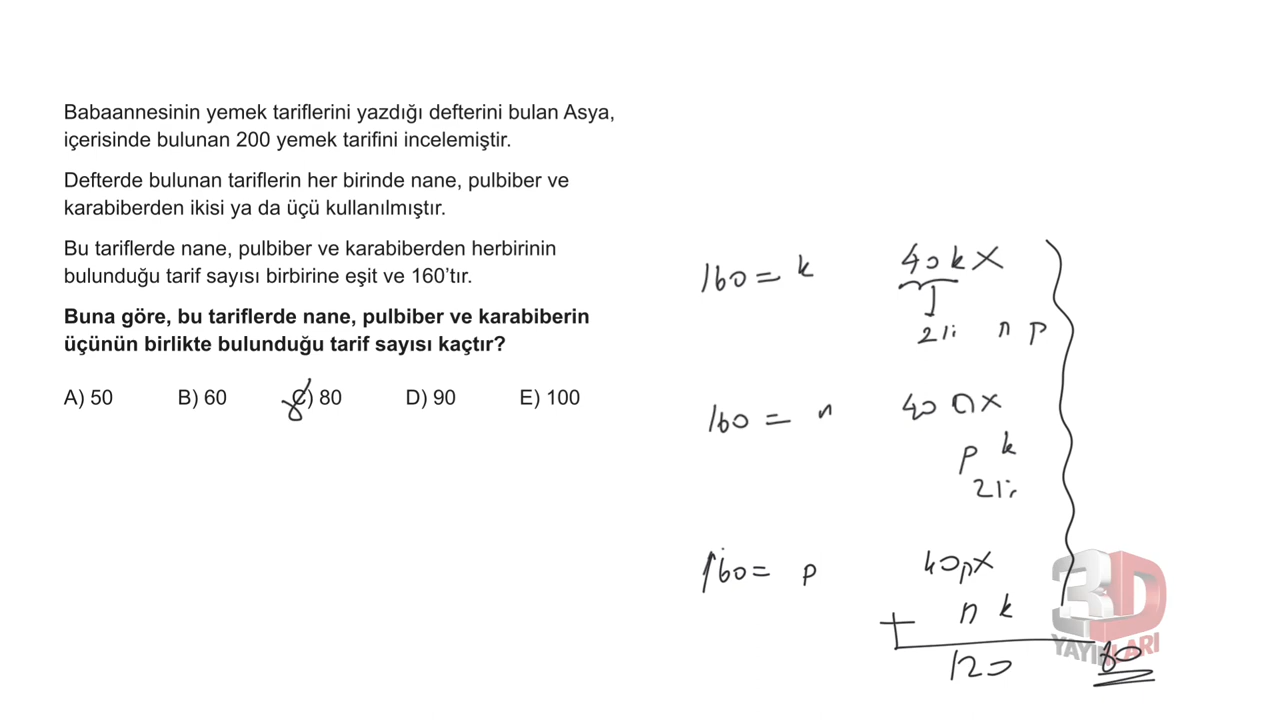 Babaannesinin yemek tariflerini yazdığı defterini bulan Asya,
içerisinde bulunan 200 yemek tarifini incelemiştir.
Defterde bulunan tariflerin her birinde nane, pulbiber ve
karabiberden ikisi ya da üçü kullanılmıştır.
Bu tariflerde nane, pulbiber ve karabiberden herbirinin
bulunduğu tarif sayısı birbirine eşit ve 160'tır.
Buna göre, bu tariflerde nane, pulbiber ve karabiberin
üçünün birlikte bulunduğu tarif sayısı kaçtır?
A) 50 B) 60 C) 80 D) 90 E) 100
160 = k 40 k X
2li n p
160 = n 40 n X
p k
2li
160 = p 40 p X
n k
+
120 80
3D
YAYINLARI